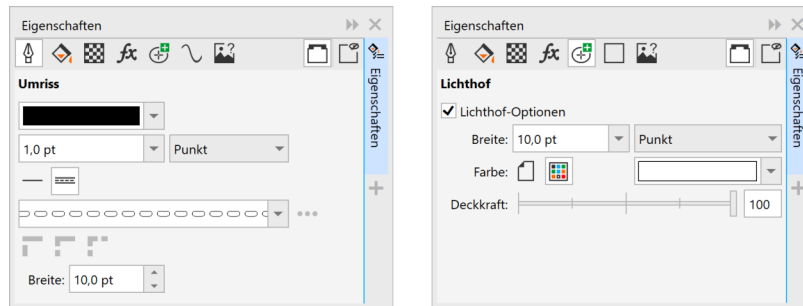 Eigenschaften
Umriss
1,0 pt Punkt
Breite: 10,0 pt
Eigenschaften
Eigenschaften
Lichthof
Lichthof-Optionen
Breite: 10,0 pt Punkt
Farbe:
Deckkraft: 100
Eigenschaften